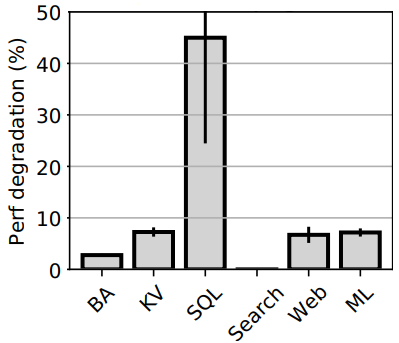 Perf degradation (%)
50
40
30
20
10
0
BA
KV
SQL
Search
Web
ML